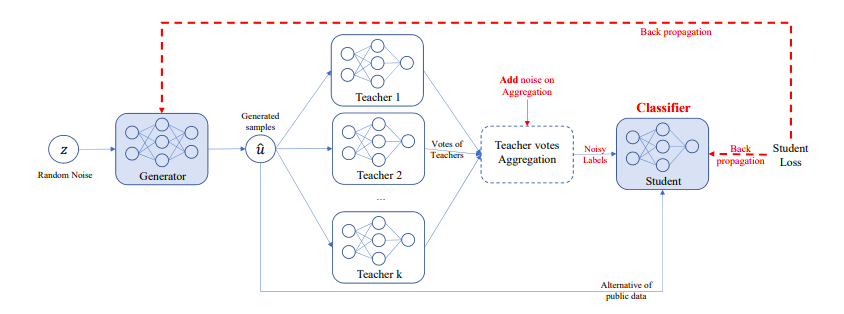 Back propagation
Teacher 1
Add noise on
Aggregation
Classifier
Generated
samples
z
Random Noise
Generator
û
Teacher 2
Votes of
Teachers
Teacher votes
Aggregation
Noisy
Labels
Student
Back
propagation
Student
Loss
...
Teacher k
Alternative of
public data